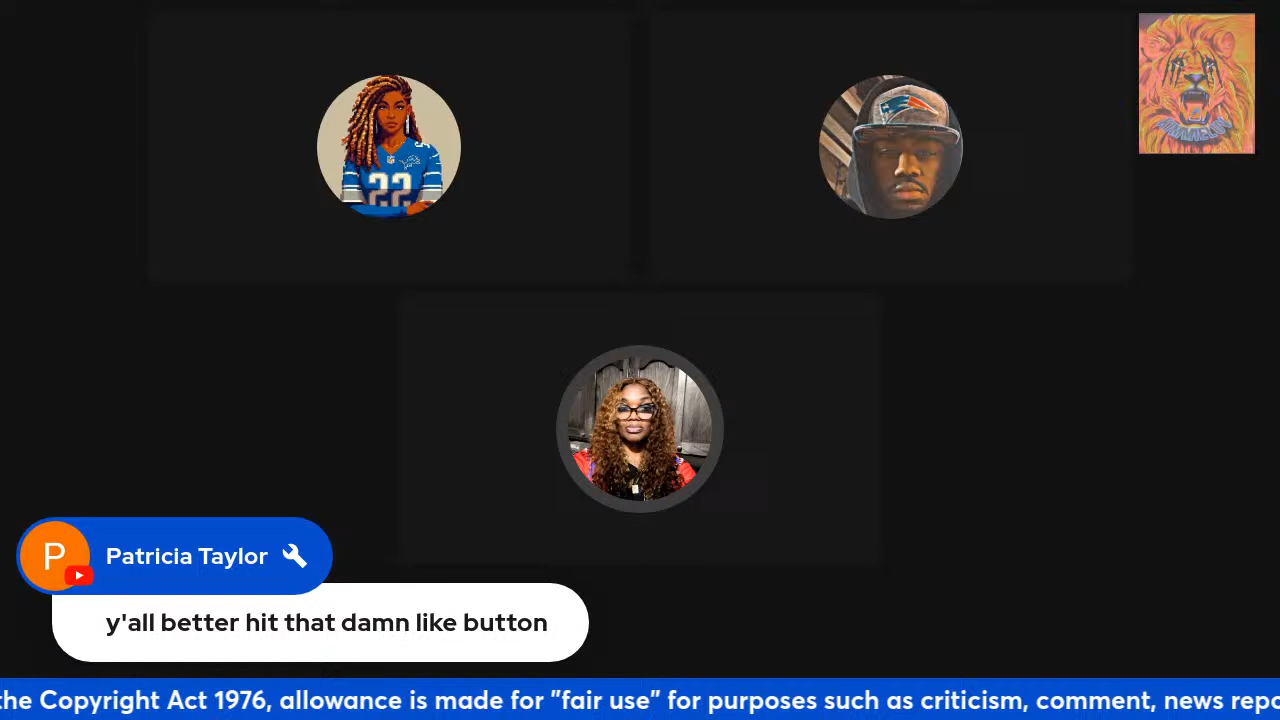 22
P
Patricia Taylor
y'all better hit that damn like button
the Copyright Act 1976, allowance is made for "fair use" for purposes such as criticism, comment, news repo